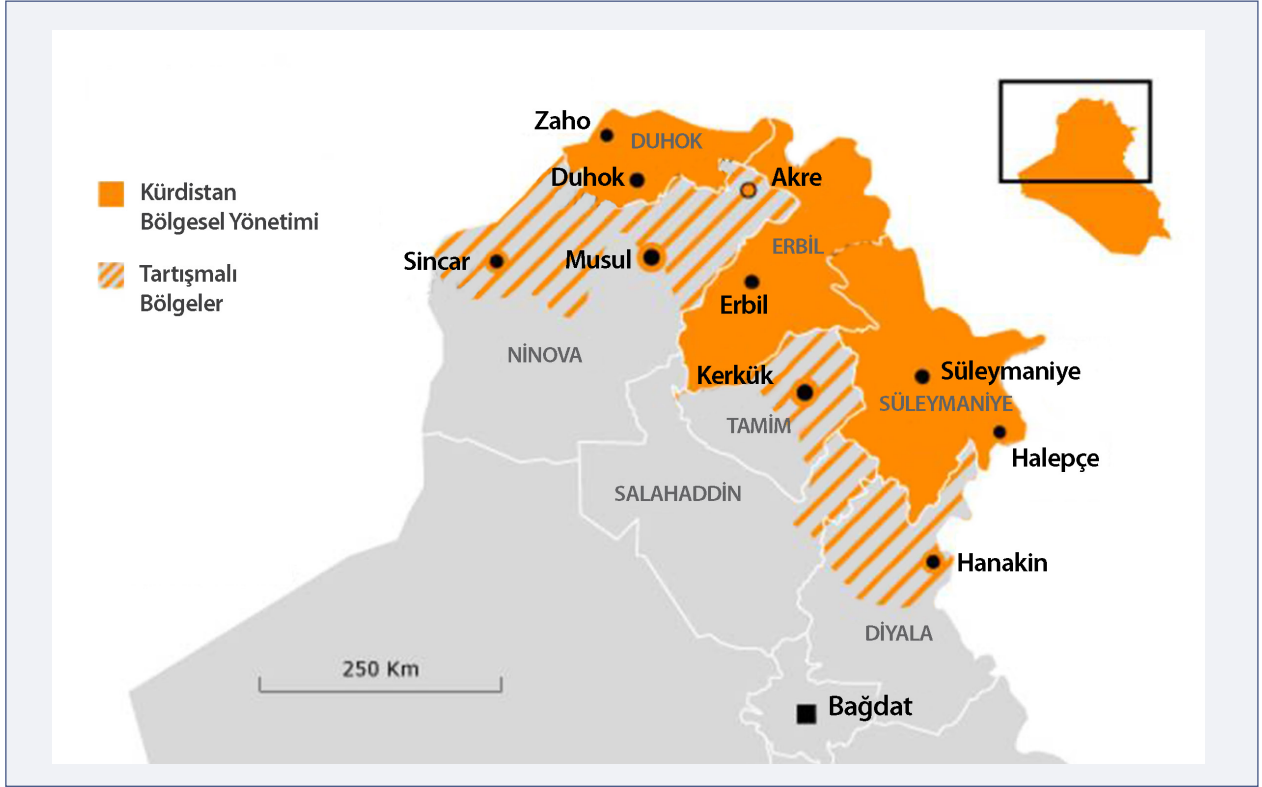 Zaho
DUHOK
Duhok
Akre
Kürdistan
Bölgesel Yönetimi
Tartışmalı
Bölgeler
ERBİL
Sincar
Musul
Erbil
NİNOVA
Kerkük
Süleymaniye
SÜLEYMANİYE
TAMİM
Halepçe
SALAHADDİN
Hanakin
DİYALA
250 Km
Bağdat